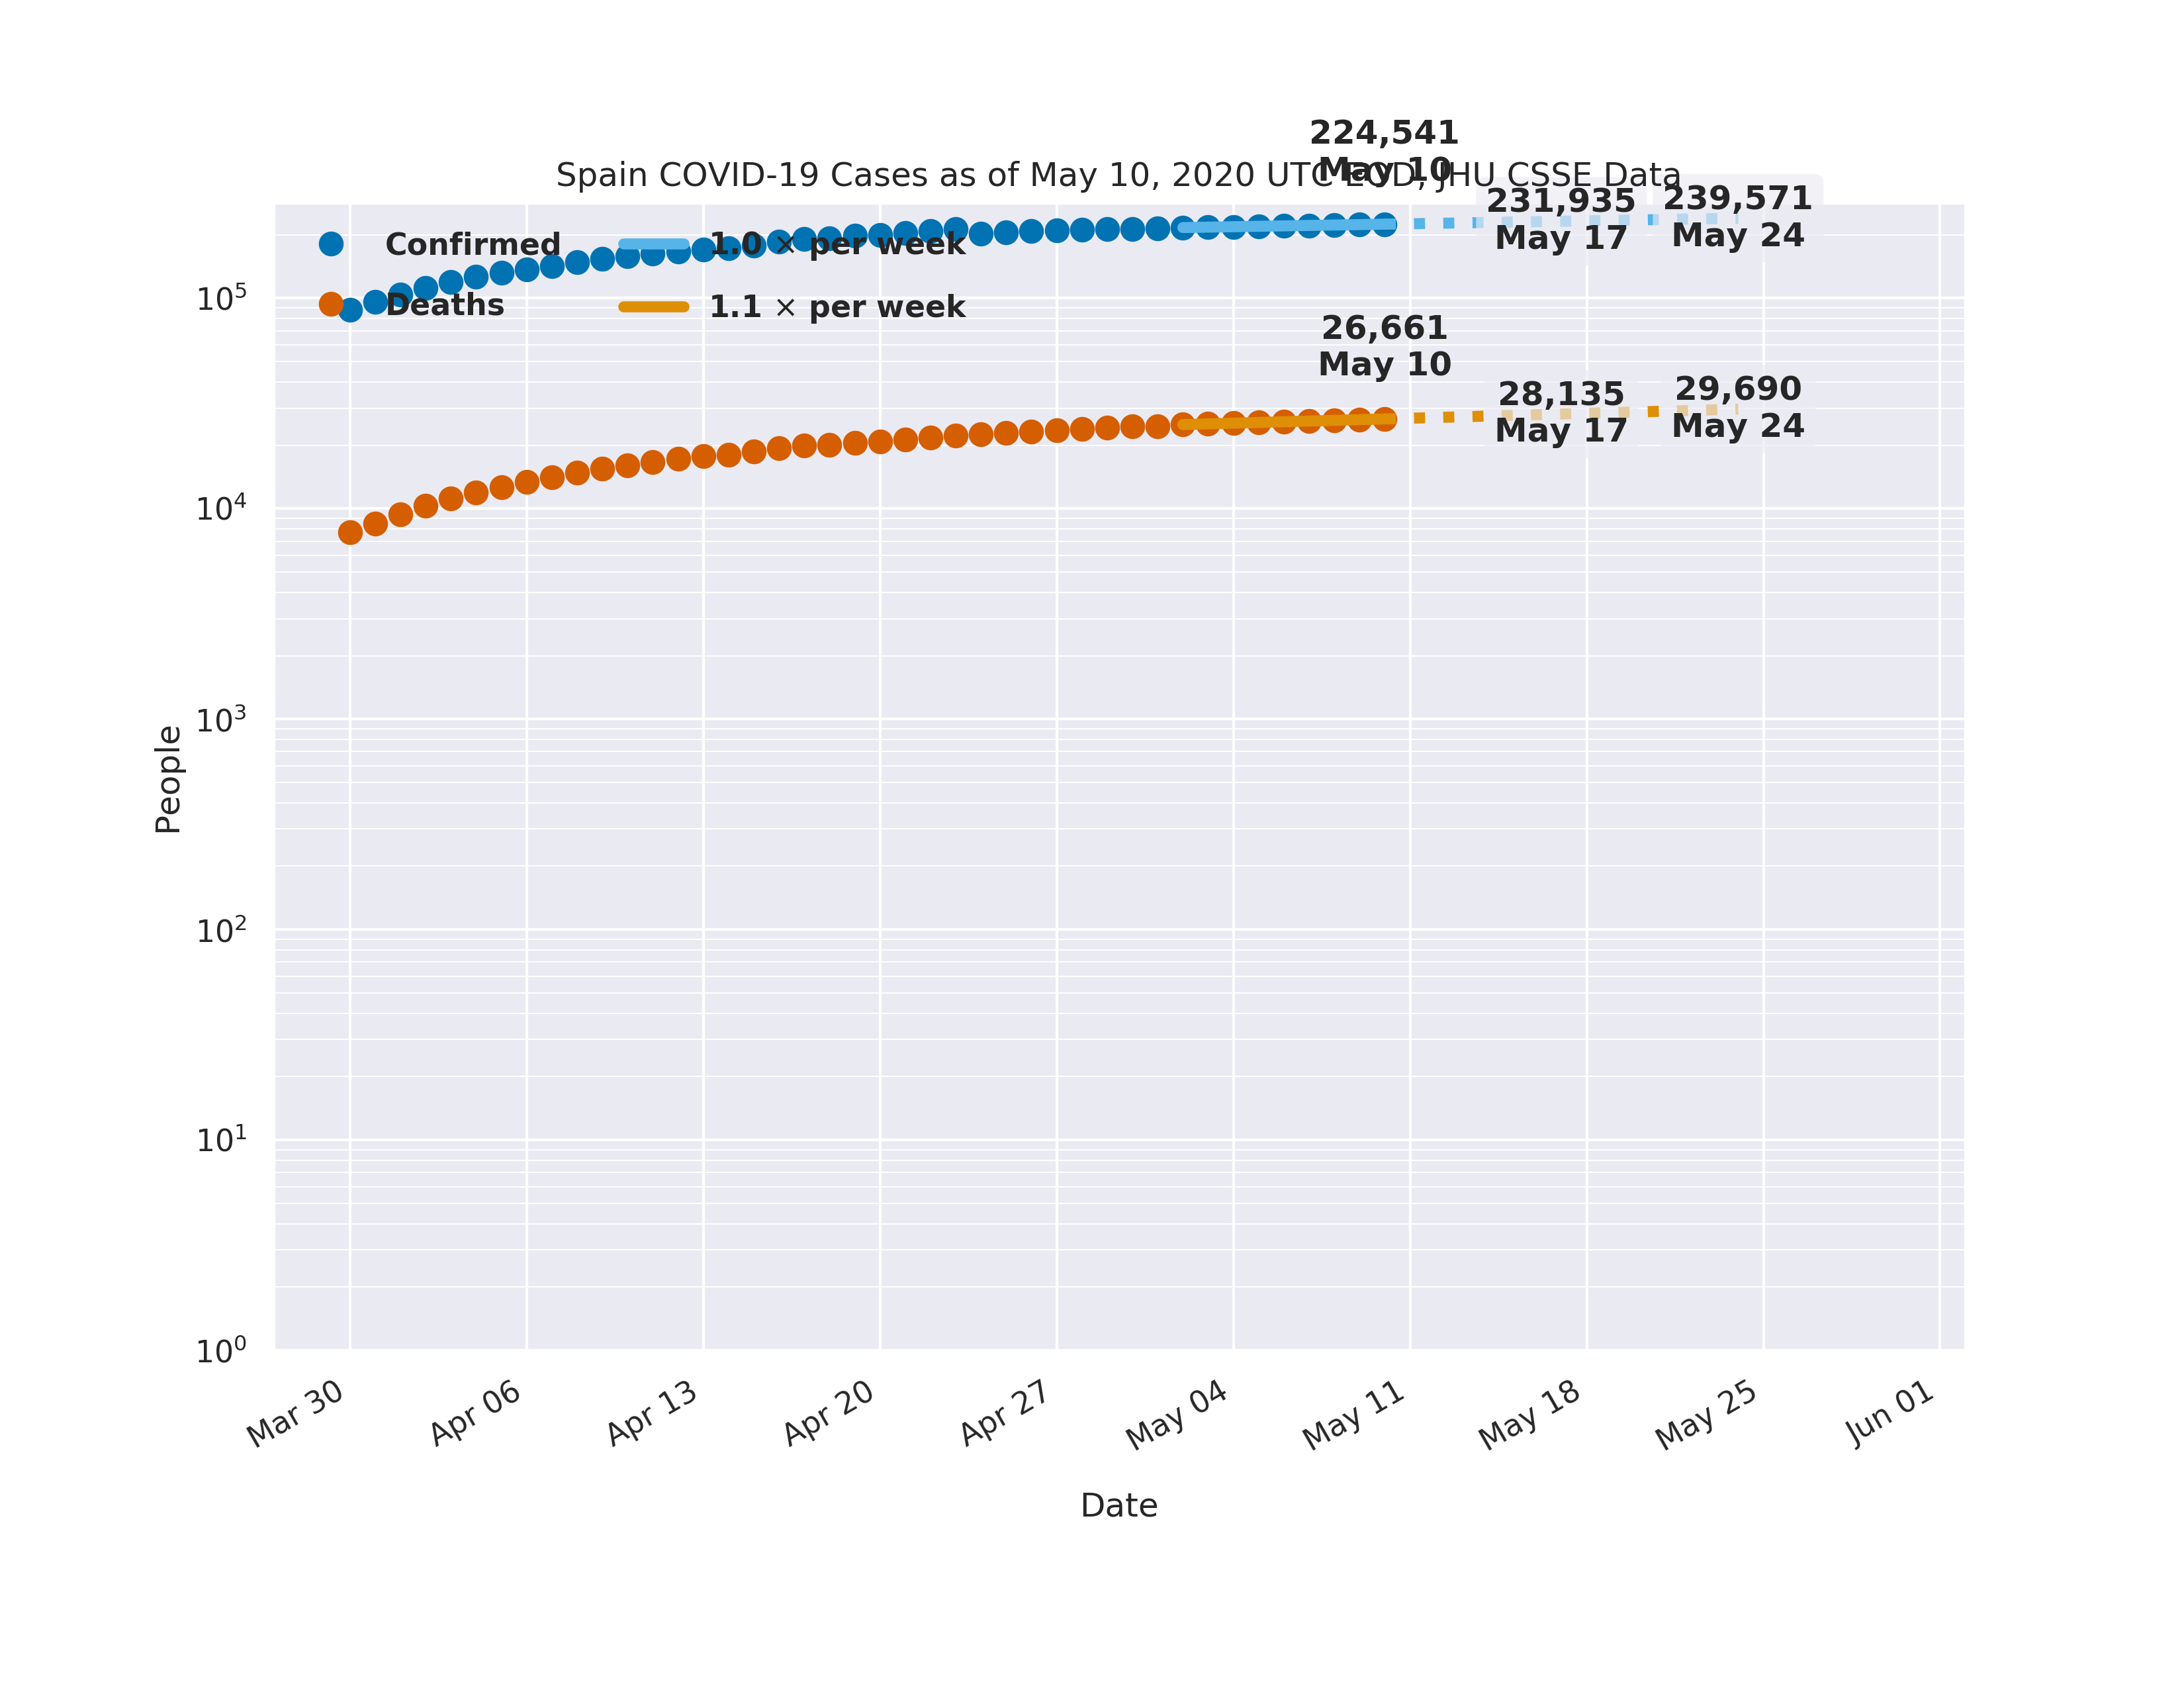 224,541
May 10
Spain COVID-19 Cases as of May 10, 2020 UTC EOD, JHU CSSE Data
231,935
May 17
239,571
May 24
Confirmed
1.0 × per week
Deaths
1.1 × per week
26,661
May 10
28,135
May 17
29,690
May 24
People
10⁵
10⁴
10³
10²
10¹
10⁰
Mar 30
Apr 06
Apr 13
Apr 20
Apr 27
May 04
May 11
May 18
May 25
Jun 01
Date